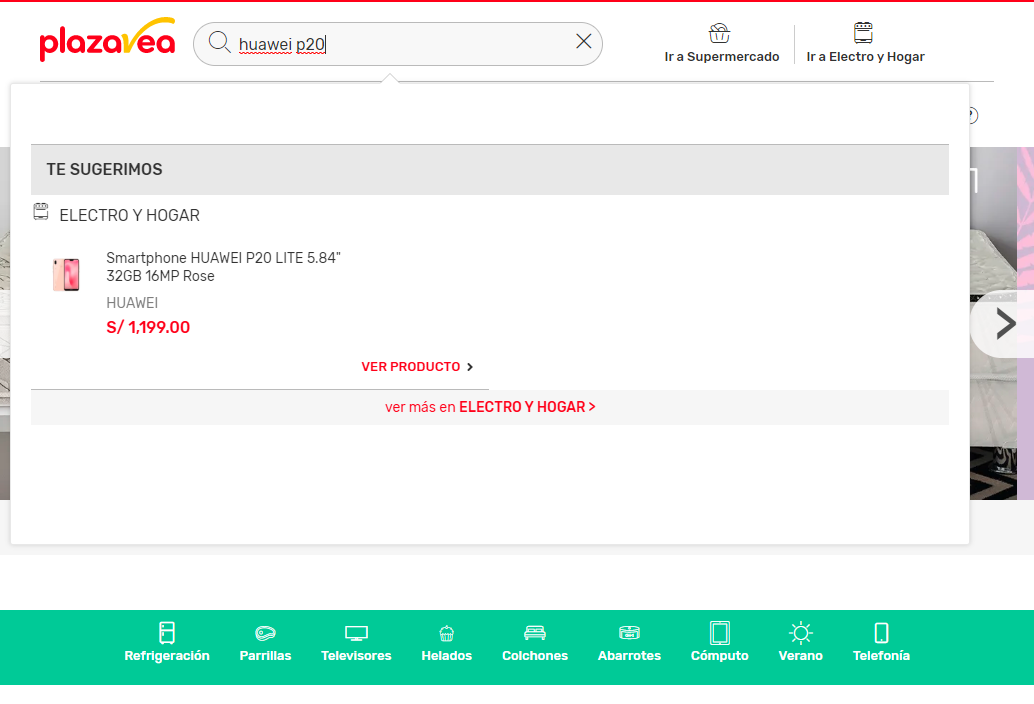 plazavea
huawei p20
Ir a Supermercado
Ir a Electro y Hogar
?
TE SUGERIMOS
ELECTRO Y HOGAR
Smartphone HUAWEI P20 LITE 5.84"
32GB 16MP Rose
HUAWEI
S/ 1,199.00
VER PRODUCTO
ver más en ELECTRO Y HOGAR >
Refrigeración
Parrillas
Televisores
Helados
Colchones
Abarrotes
Cómputo
Verano
Telefonía